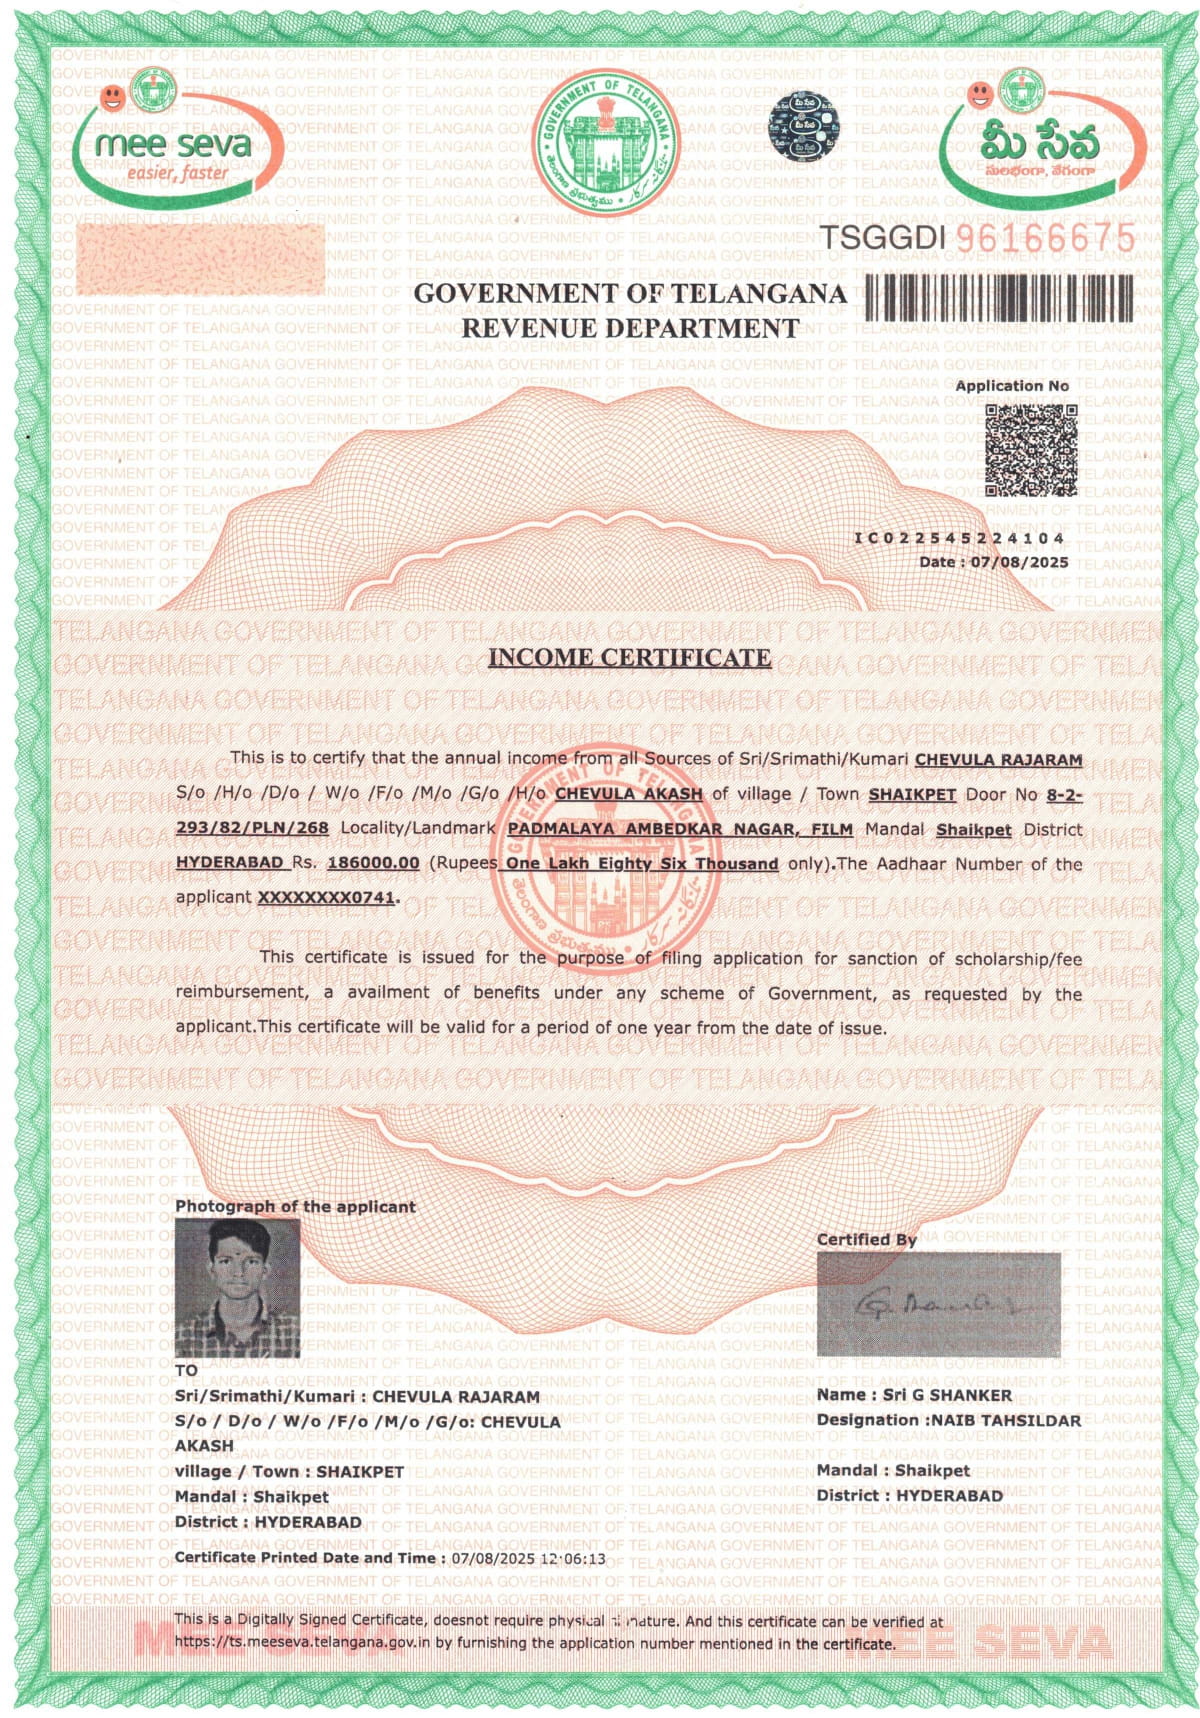 mee seva
easier, faster
GOVERNMENT OF TELANGANA
తెలంగాణ ప్రభుత్వము
మీ సేవ
సులభంగా, వేగంగా
TSGGDI 96166675
GOVERNMENT OF TELANGANA
REVENUE DEPARTMENT
Application No
IC022545224104
Date : 07/08/2025
INCOME CERTIFICATE
This is to certify that the annual income from all Sources of Sri/Srimathi/Kumari CHEVULA RAJARAM
S/o /H/o /D/o / W/o /F/o /M/o /G/o /H/o CHEVULA AKASH of village / Town SHAIKPET Door No 8-2-
293/82/PLN/268 Locality/Landmark PADMALAYA AMBEDKAR NAGAR, FILM Mandal Shaikpet District
HYDERABAD Rs. 186000.00 (Rupees One Lakh Eighty Six Thousand only).The Aadhaar Number of the
applicant XXXXXXXX0741.
This certificate is issued for the purpose of filing application for sanction of scholarship/fee
reimbursement, a availment of benefits under any scheme of Government, as requested by the
applicant.This certificate will be valid for a period of one year from the date of issue.
Photograph of the applicant
Certified By
TO
Sri/Srimathi/Kumari : CHEVULA RAJARAM
S/o / D/o / W/o /F/o /M/o /G/o: CHEVULA
AKASH
village / Town : SHAIKPET
Mandal : Shaikpet
District : HYDERABAD
Name : Sri G SHANKER
Designation :NAIB TAHSILDAR
Mandal : Shaikpet
District : HYDERABAD
Certificate Printed Date and Time : 07/08/2025 12:06:13
This is a Digitally Signed Certificate, doesnot require physical And this certificate can be verified at
https://ts.meeseva.telangana.gov.in by furnishing the application number mentioned in the certificate.
MEE SEVA
MEE SEVA